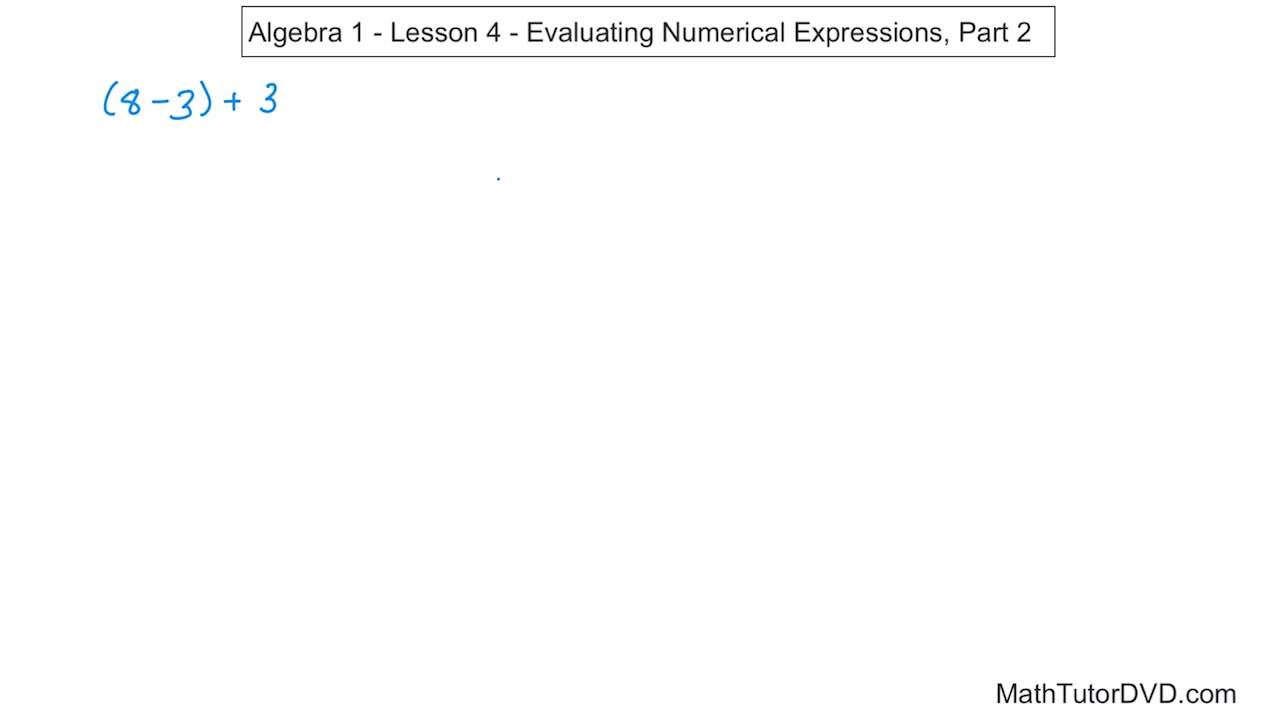 Algebra 1 - Lesson 4 - Evaluating Numerical Expressions, Part 2
(8-3) + 3
MathTutorDVD.com